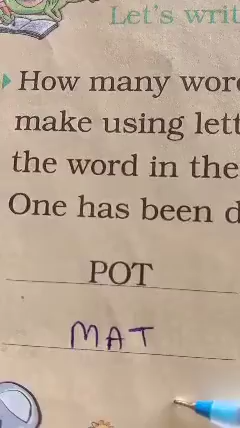 Let's writ
How many wor
make using lett
the word in the
One has been d
POT
MAT